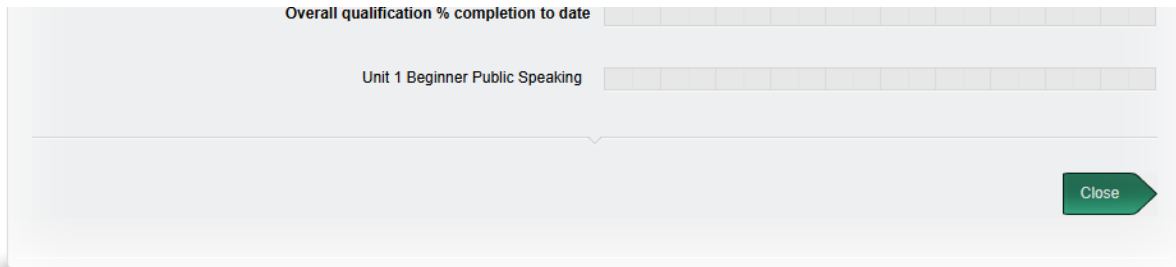 Overall qualification % completion to date
Unit 1 Beginner Public Speaking
Close